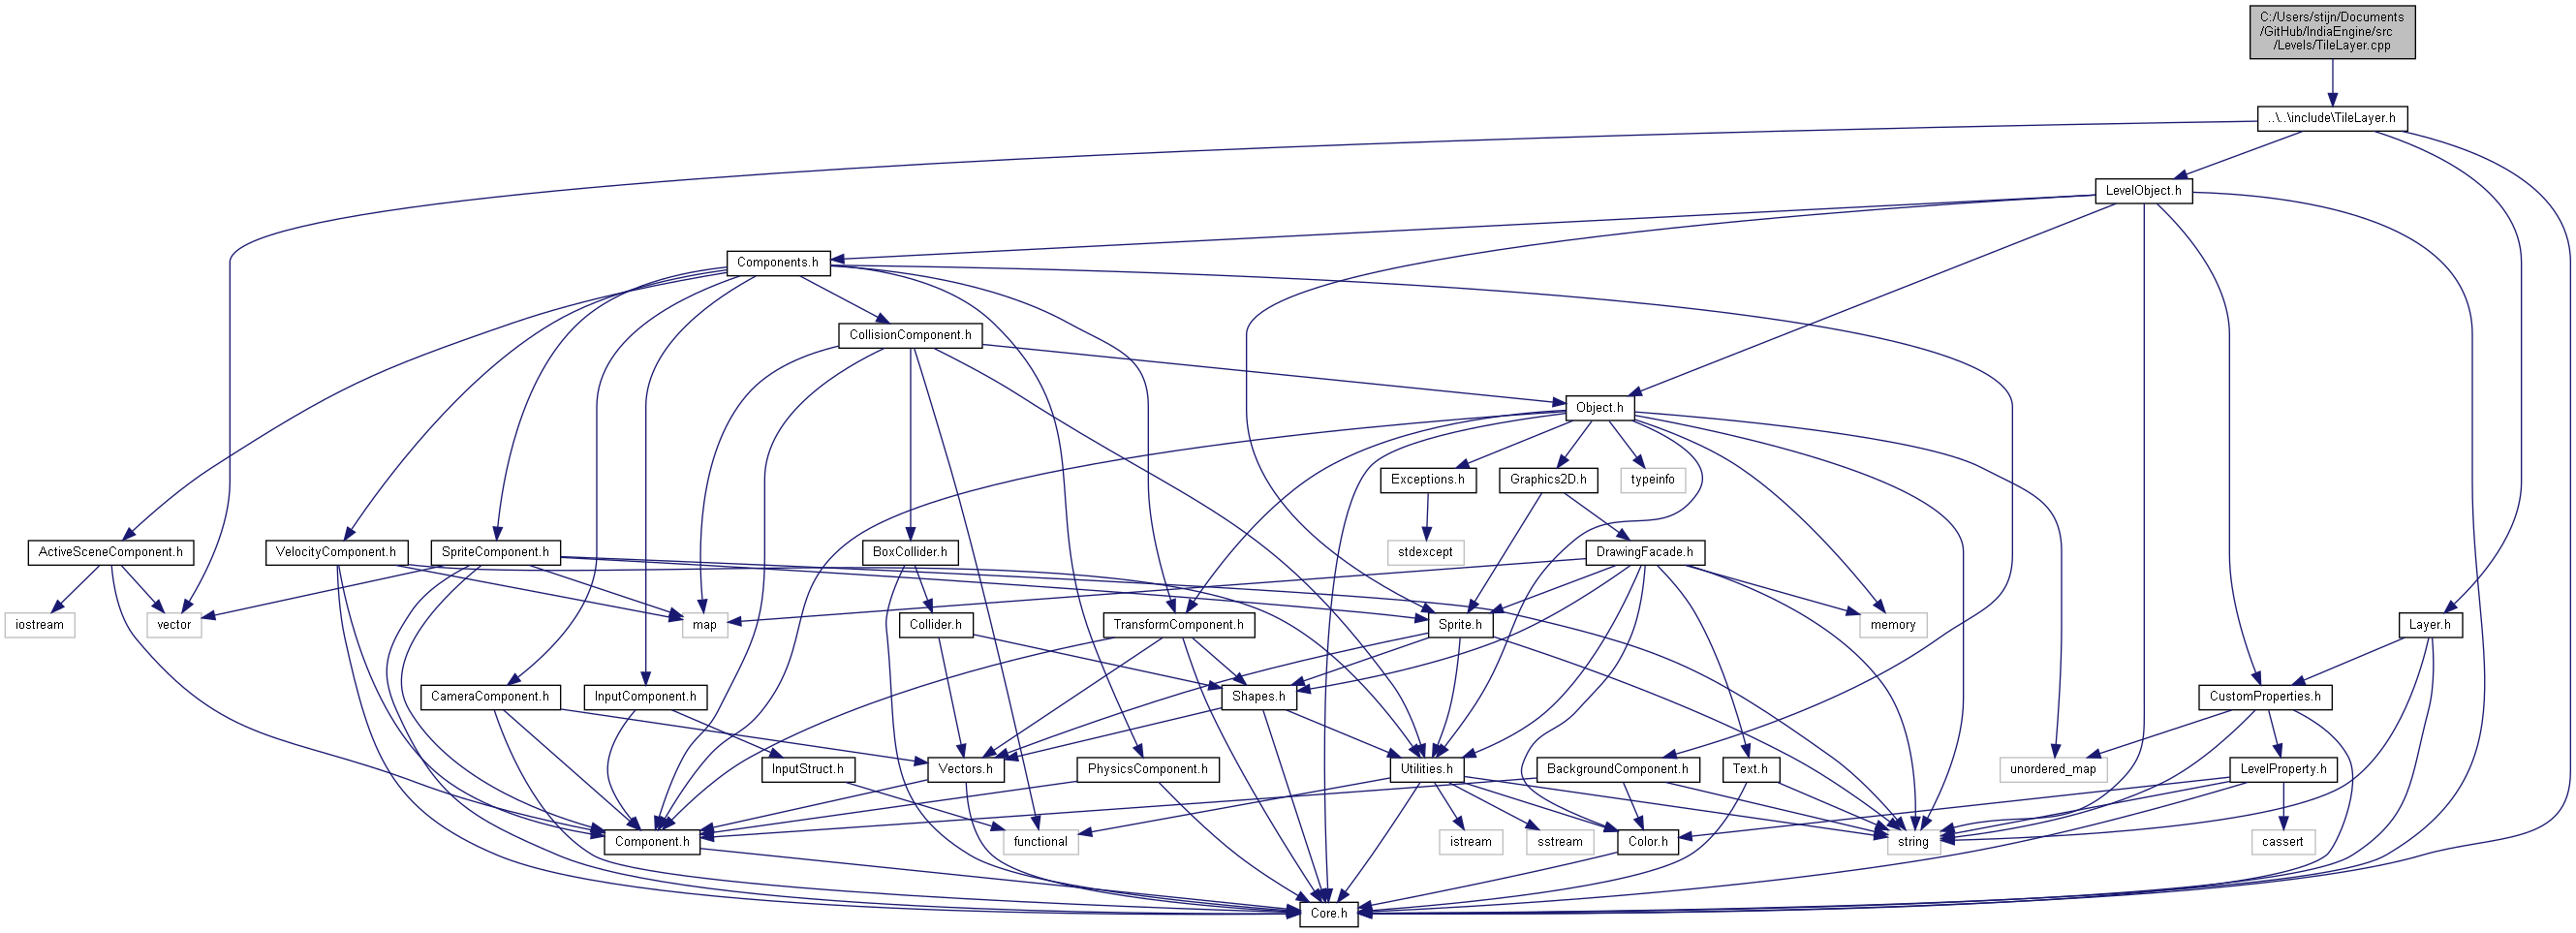 C:/Users/stijn/Documents
/GitHub/IndiaEngine/src
/Levels/TileLayer.cpp
..\..\include\TileLayer.h
LevelObject.h
Components.h
CollisionComponent.h
Object.h
Exceptions.h
Graphics2D.h
typeinfo
ActiveSceneComponent.h
VelocityComponent.h
SpriteComponent.h
BoxCollider.h
stdexcept
DrawingFacade.h
iostream
vector
map
Collider.h
TransformComponent.h
Sprite.h
memory
Layer.h
CameraComponent.h
InputComponent.h
Shapes.h
CustomProperties.h
InputStruct.h
Vectors.h
PhysicsComponent.h
Utilities.h
BackgroundComponent.h
Text.h
unordered_map
LevelProperty.h
Component.h
functional
istream
sstream
Color.h
string
cassert
Core.h